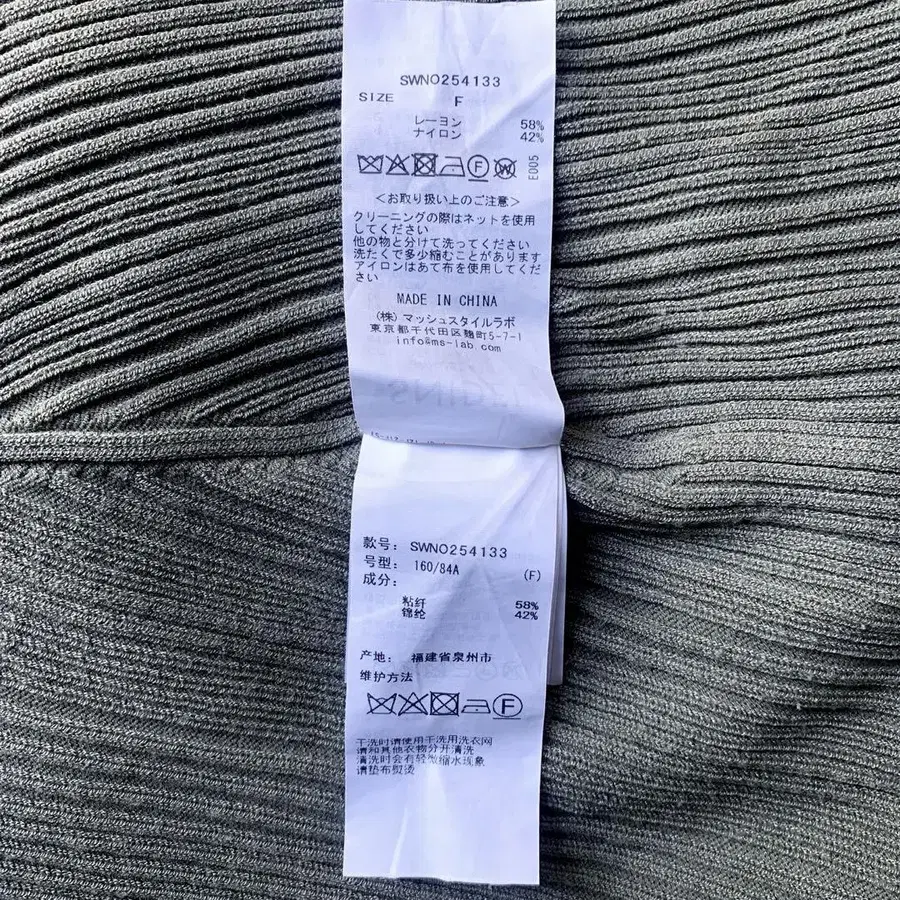 SWNO254133
SIZE F
レーヨン 58%
ナイロン 42%
F W
E005
＜お取り扱い上のご注意＞
クリーニングの際はネットを使用
してください
他の物と分けて洗ってください
洗たくで多少縮むことがあります
アイロンはあて布を使用してくだ
さい
MADE IN CHINA
(株)マッシュスタイルラボ
東京都千代田区麹町5-7-1
info@ms-lab.com
款号: SWNO254133
号型: 160/84A (F)
成分:
粘纤 58%
锦纶 42%
产地: 福建省泉州市
维护方法
F
干洗时请使用干洗用洗衣网
请和其他衣物分开清洗
清洗时会有轻微缩水现象
请垫布熨烫